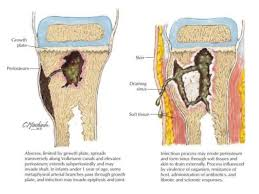 Growth
plate
Periosteum
Abscess, limited by growth plate, spreads
transversely along Volkmann canals and elevates
periosteum; extends subperiosteally and may
invade shaft. In infants under 1 year of age, some
metaphyseal arterial branches pass through growth
plate, and infection may invade epiphysis and joint.
Skin
Draining
sinus
Soft tissue
Infectious process may erode periosteum
and form sinus through soft tissues and
skin to drain externally. Process influenced
by virulence of organism, resistance of
host, administration of antibiotics, and
fibrotic and sclerotic responses.